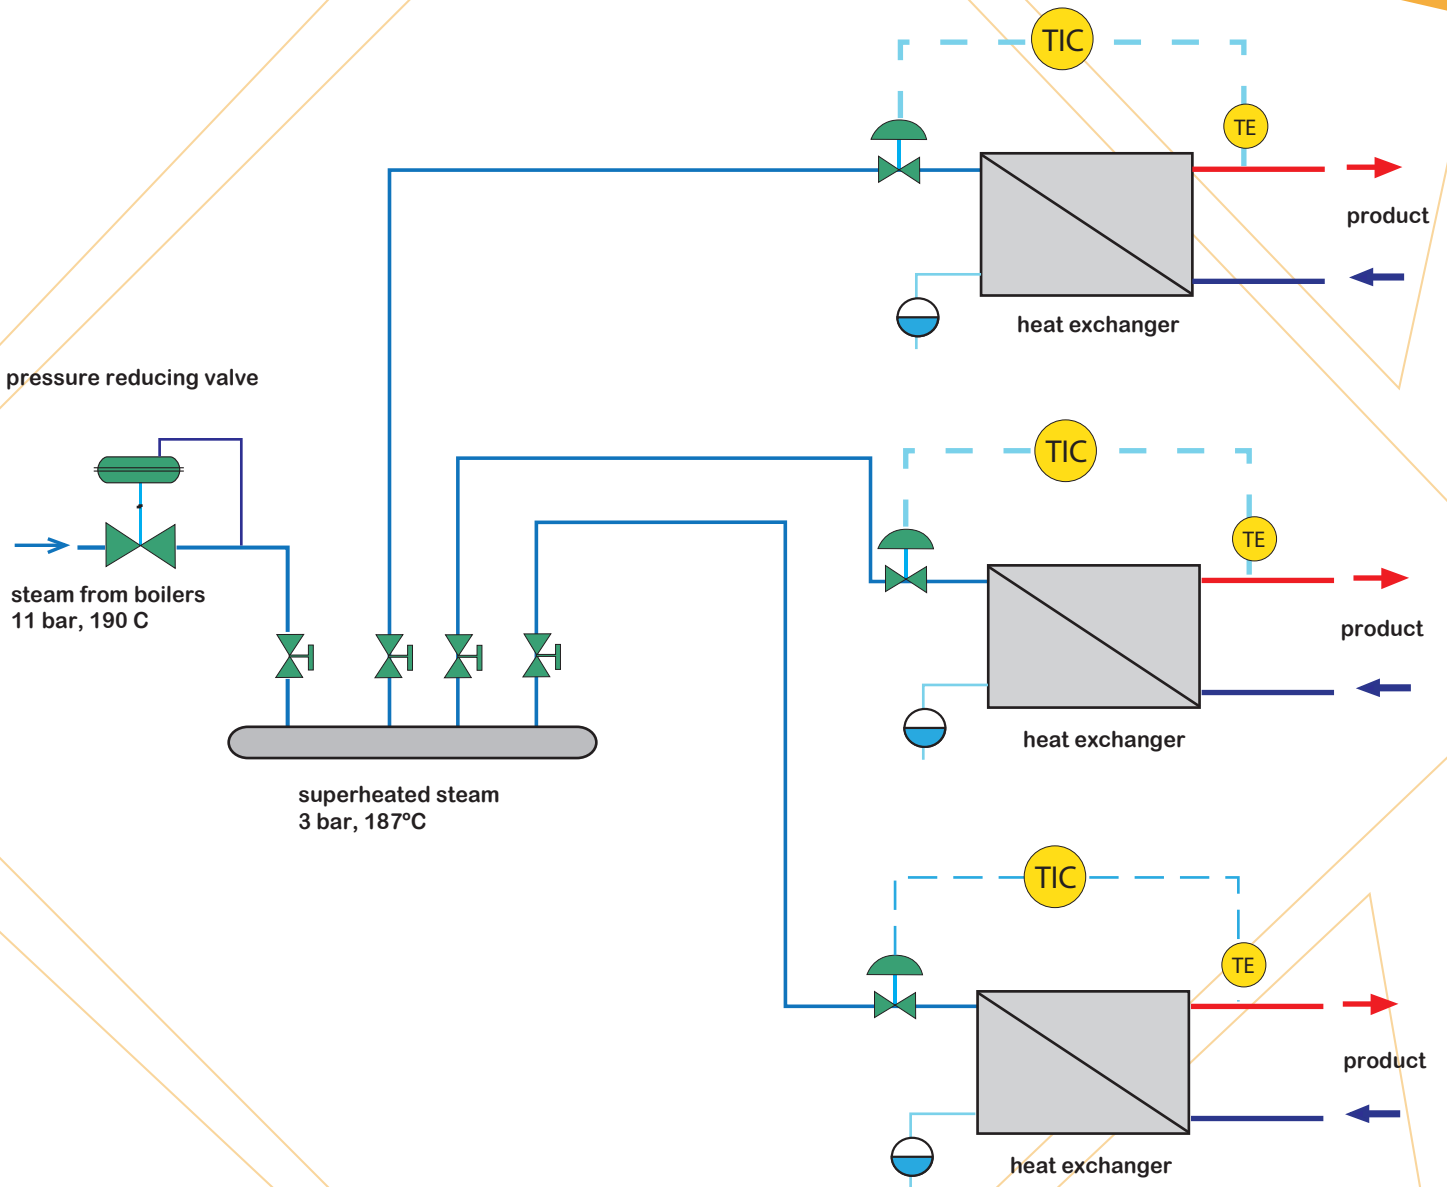 TIC
TE
product
heat exchanger
pressure reducing valve
steam from boilers
11 bar, 190 C
TIC
TE
product
heat exchanger
superheated steam
3 bar, 187ºC
TIC
TE
product
heat exchanger